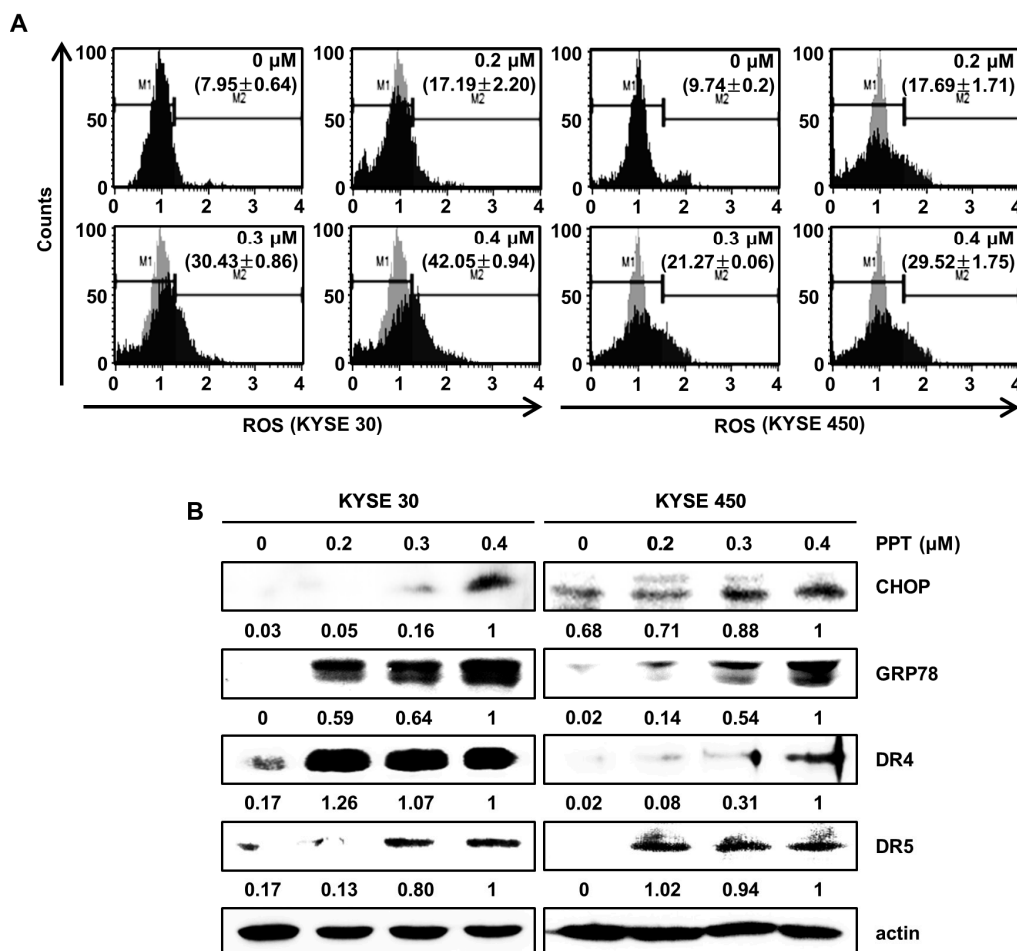 A
Counts
100 50 0
0 µM
(7.95±0.64)
M1
M2
0 1 2 3 4
100 50 0
0.2 µM
(17.19±2.20)
M1
M2
0 1 2 3 4
100 50 0
0 µM
(9.74±0.2)
M1
M2
0 1 2 3 4
100 50 0
0.2 µM
(17.69±1.71)
M1
M2
0 1 2 3 4
100 50 0
0.3 µM
(30.43±0.86)
M1
M2
0 1 2 3 4
100 50 0
0.4 µM
(42.05±0.94)
M1
M2
0 1 2 3 4
100 50 0
0.3 µM
(21.27±0.06)
M1
M2
0 1 2 3 4
100 50 0
0.4 µM
(29.52±1.75)
M1
M2
0 1 2 3 4
ROS (KYSE 30)
ROS (KYSE 450)
B
KYSE 30 KYSE 450
0 0.2 0.3 0.4 0 0.2 0.3 0.4 PPT (µM)
CHOP
0.03 0.05 0.16 1 0.68 0.71 0.88 1
GRP78
0 0.59 0.64 1 0.02 0.14 0.54 1
DR4
0.17 1.26 1.07 1 0.02 0.08 0.31 1
DR5
0.17 0.13 0.80 1 0 1.02 0.94 1
actin